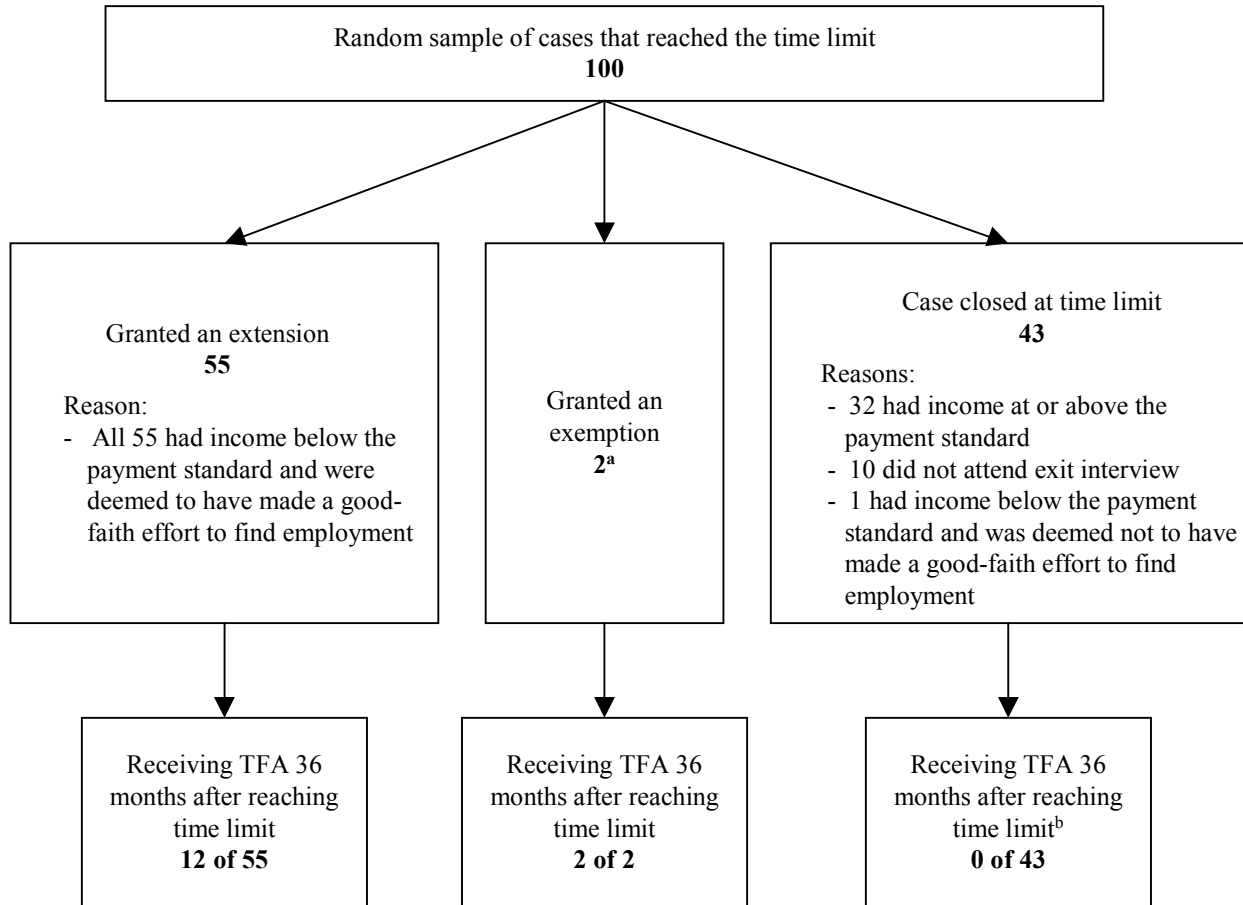 Random sample of cases that reached the time limit
100
Granted an extension
55
Reason:
- All 55 had income below the
payment standard and were
deemed to have made a good-
faith effort to find employment
Granted an
exemption
2a
Case closed at time limit
43
Reasons:
- 32 had income at or above the
payment standard
- 10 did not attend exit interview
- 1 had income below the payment
standard and was deemed not to have
made a good-faith effort to find
employment
Receiving TFA 36
months after reaching
time limit
12 of 55
Receiving TFA 36
months after reaching
time limit
2 of 2
Receiving TFA 36
months after reaching
time limitb
0 of 43